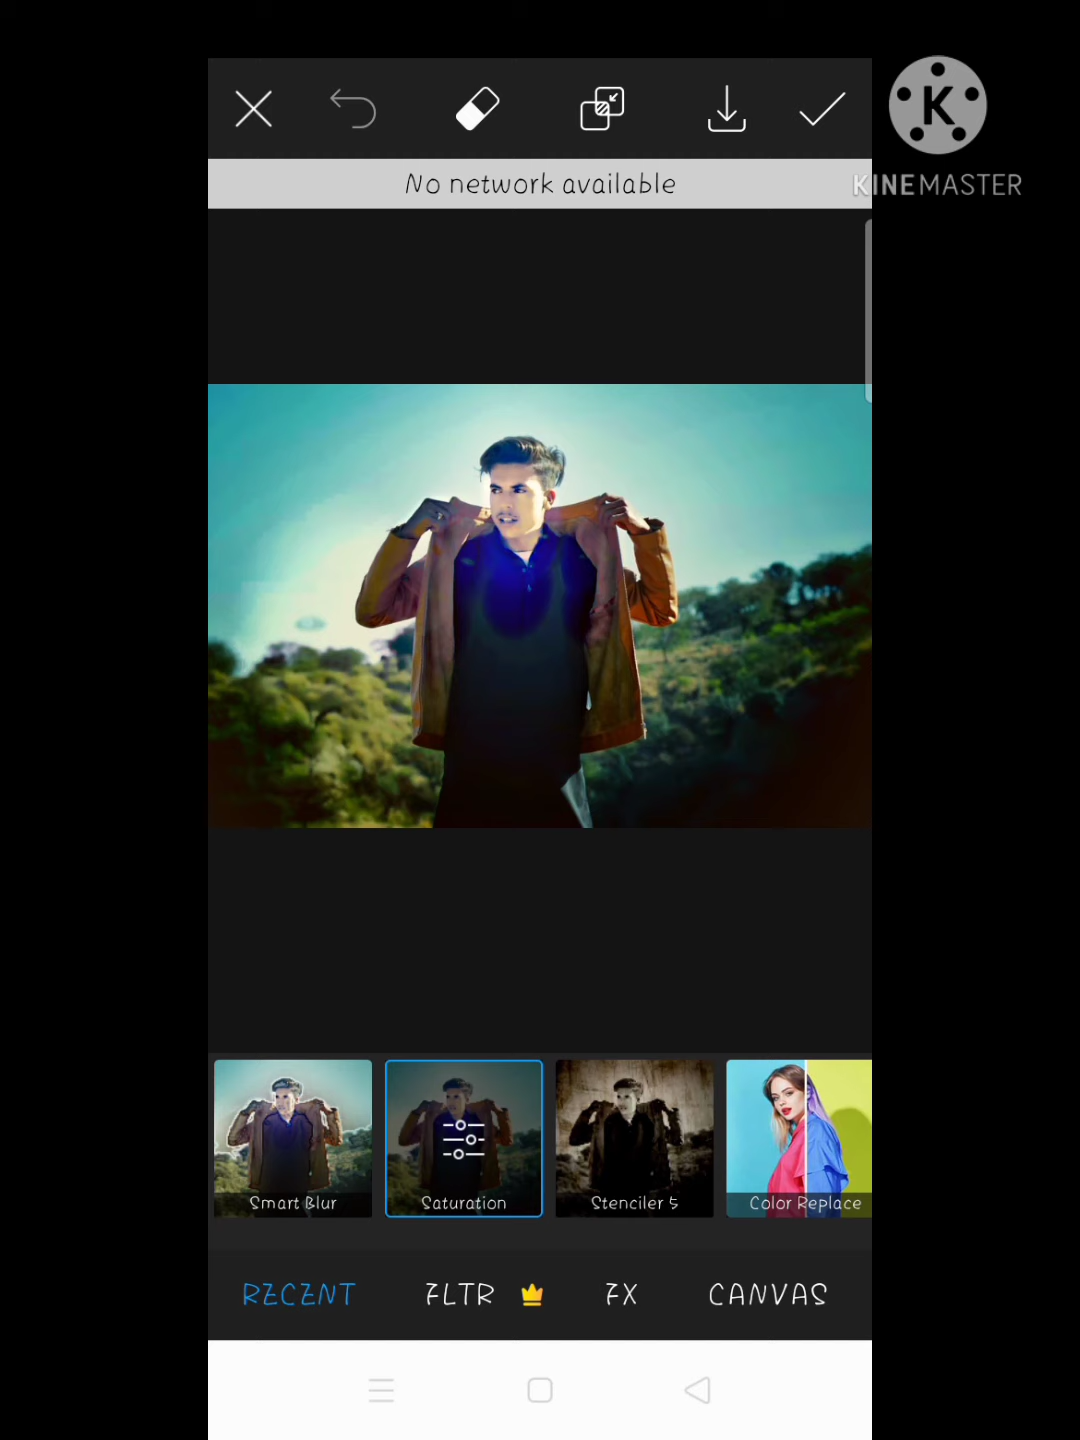 No network available
KINEMASTER
Smart Blur
Saturation
Stenciler 5
Color Replace
RECENT
FLTR
FX
CANVAS